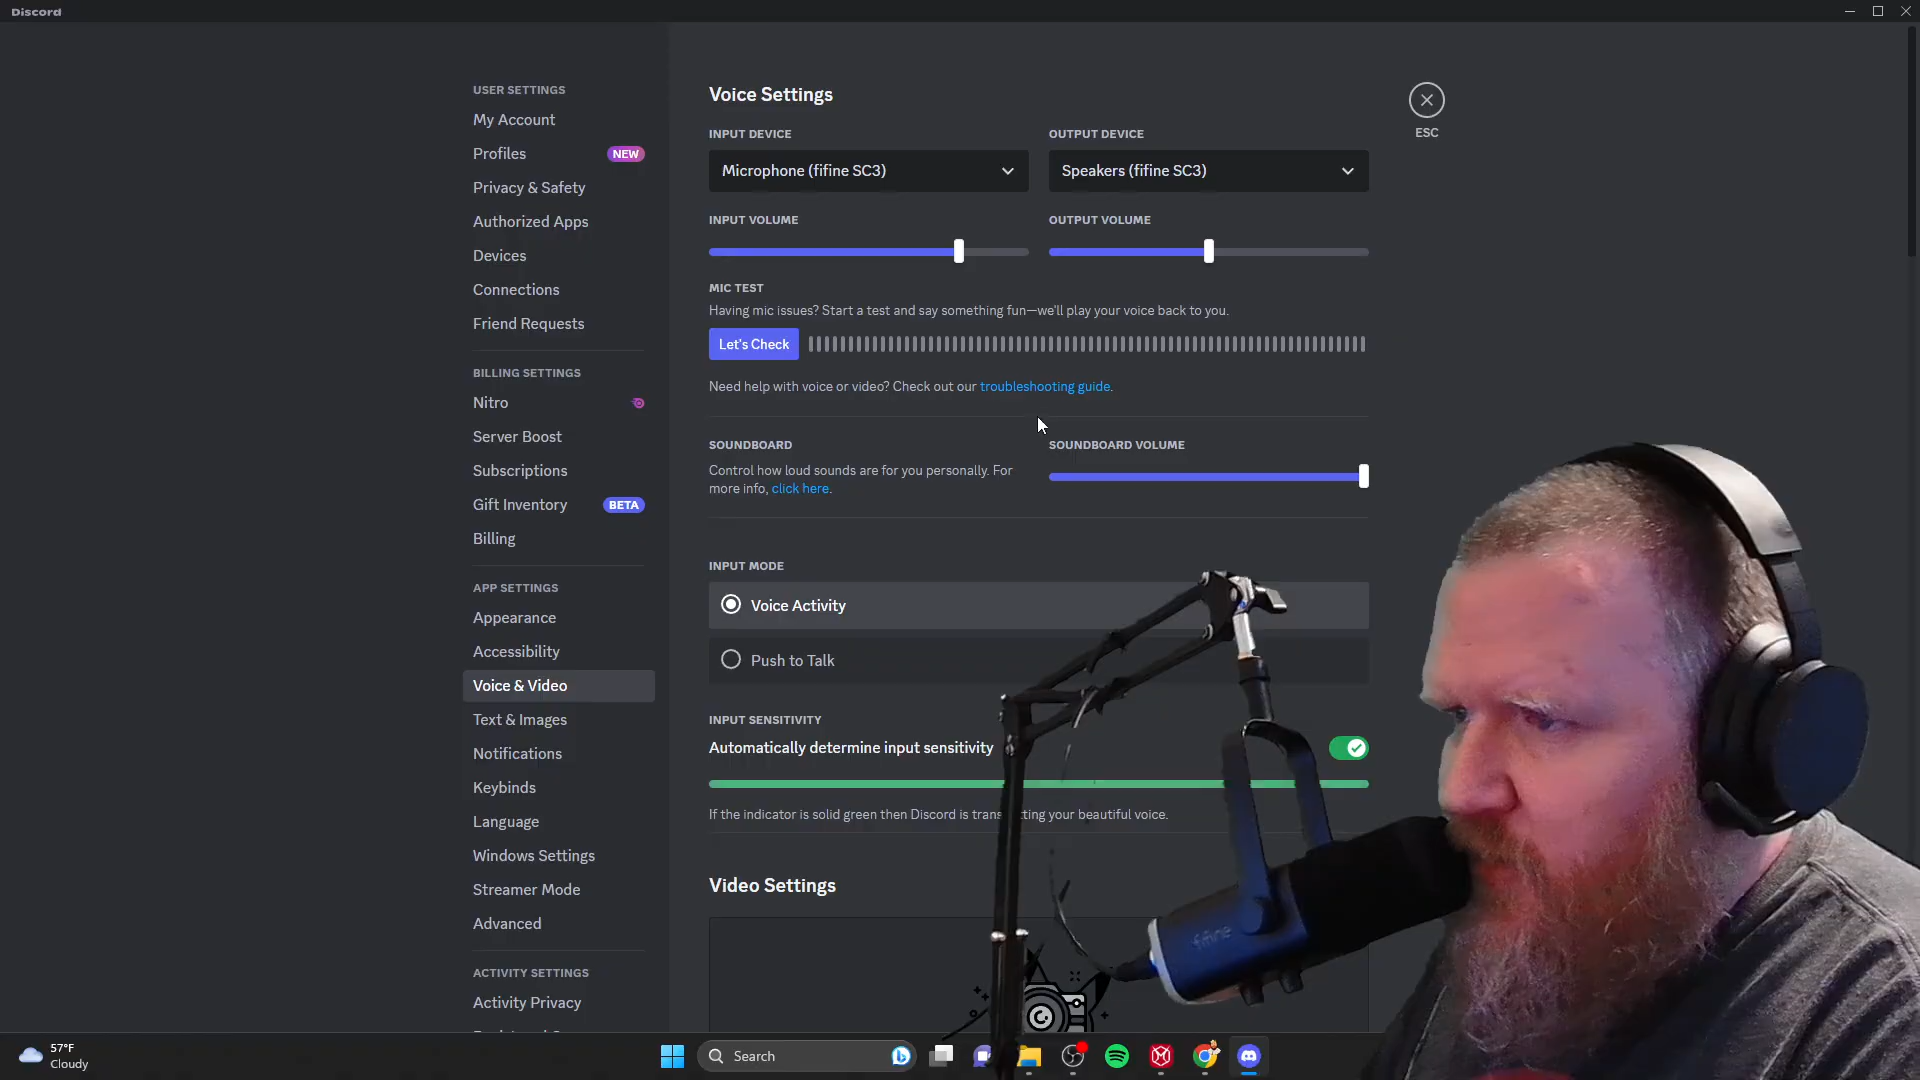 Discord
USER SETTINGS
My Account
Profiles NEW
Privacy & Safety
Authorized Apps
Devices
Connections
Friend Requests
BILLING SETTINGS
Nitro
Server Boost
Subscriptions
Gift Inventory BETA
Billing
APP SETTINGS
Appearance
Accessibility
Voice & Video
Text & Images
Notifications
Keybinds
Language
Windows Settings
Streamer Mode
Advanced
ACTIVITY SETTINGS
Activity Privacy
Voice Settings
ESC
INPUT DEVICE
Microphone (fifine SC3)
OUTPUT DEVICE
Speakers (fifine SC3)
INPUT VOLUME
OUTPUT VOLUME
MIC TEST
Having mic issues? Start a test and say something fun—we'll play your voice back to you.
Let's Check
Need help with voice or video? Check out our troubleshooting guide.
SOUNDBOARD
Control how loud sounds are for you personally. For
more info, click here.
SOUNDBOARD VOLUME
INPUT MODE
Voice Activity
Push to Talk
INPUT SENSITIVITY
Automatically determine input sensitivity
If the indicator is solid green then Discord is trans tting your beautiful voice.
Video Settings
fifine
57°F
Cloudy
Search